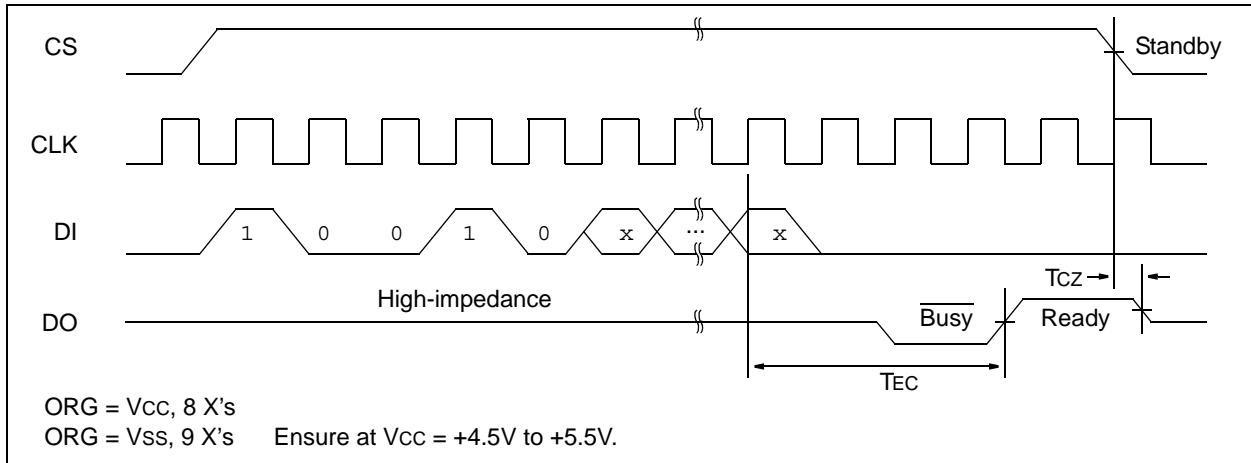 CS
Standby
CLK
DI
1 0 0 1 0 x ... x
TCZ
High-impedance
DO
Busy
Ready
TEC
ORG = VCC, 8 X's
ORG = VSS, 9 X's Ensure at VCC = +4.5V to +5.5V.